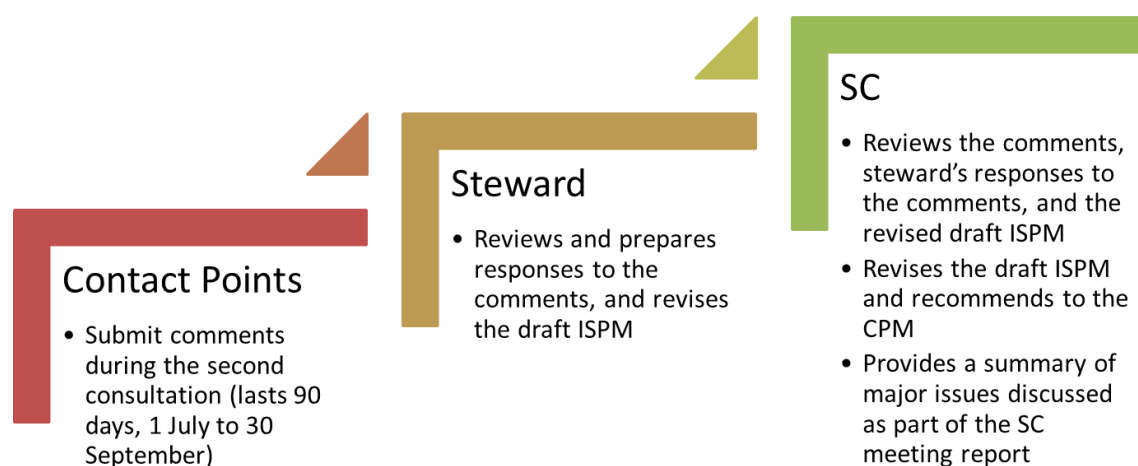 Contact Points
• Submit comments
during the second
consultation (lasts 90
days, 1 July to 30
September)
Steward
• Reviews and prepares
responses to the
comments, and revises
the draft ISPM
SC
• Reviews the comments,
steward’s responses to
the comments, and the
revised draft ISPM
• Revises the draft ISPM
and recommends to the
CPM
• Provides a summary of
major issues discussed
as part of the SC
meeting report